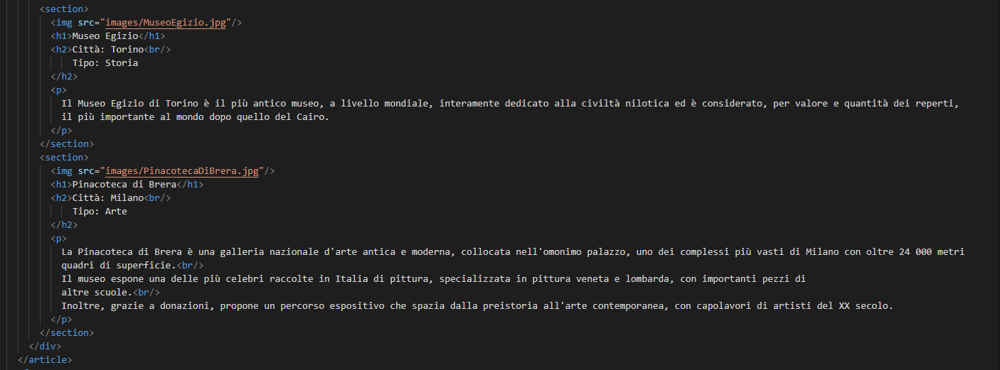 <section>
<img src="images/MuseoEgizio.jpg"/>
<h1>Museo Egizio</h1>
<h2>Città: Torino<br/>
Tipo: Storia
</h2>
<p>
Il Museo Egizio di Torino è il più antico museo, a livello mondiale, interamente dedicato alla civiltà nilotica ed è considerato, per valore e quantità dei reperti,
il più importante al mondo dopo quello del Cairo.
</p>
</section>
<section>
<img src="images/PinacotecaDiBrera.jpg"/>
<h1>Pinacoteca di Brera</h1>
<h2>Città: Milano<br/>
Tipo: Arte
</h2>
<p>
La Pinacoteca di Brera è una galleria nazionale d'arte antica e moderna, collocata nell'omonimo palazzo, uno dei complessi più vasti di Milano con oltre 24 000 metri
quadri di superficie.<br/>
Il museo espone una delle più celebri raccolte in Italia di pittura, specializzata in pittura veneta e lombarda, con importanti pezzi di
altre scuole.<br/>
Inoltre, grazie a donazioni, propone un percorso espositivo che spazia dalla preistoria all'arte contemporanea, con capolavori di artisti del XX secolo.
</p>
</section>
</div>
</article>